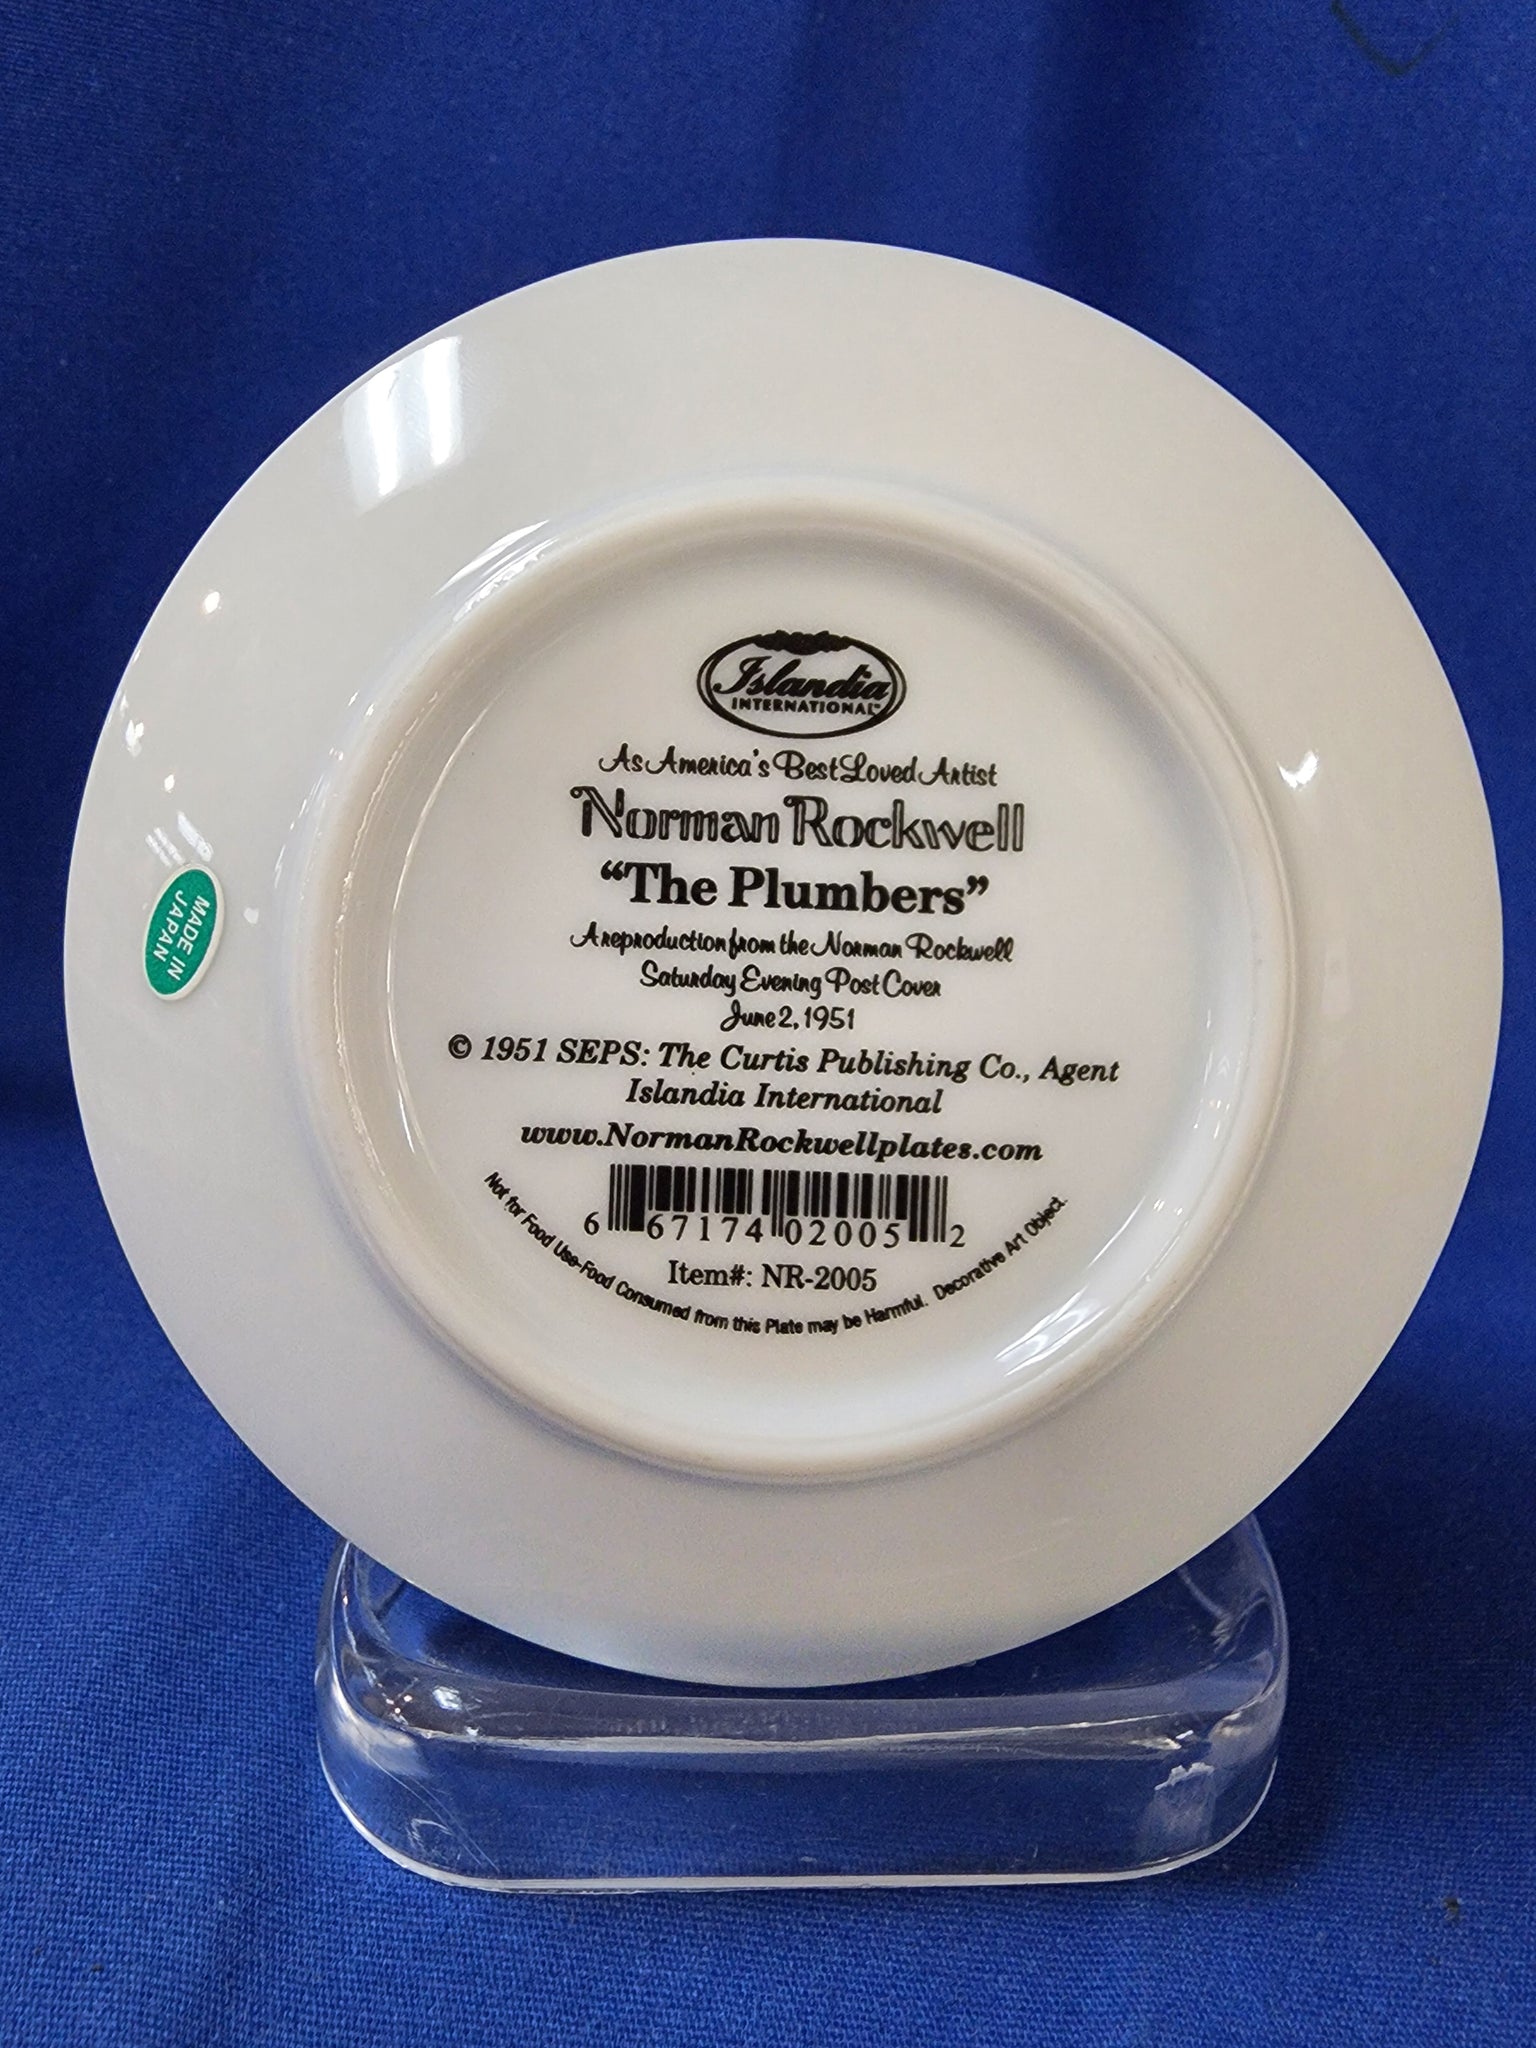 Islandia
INTERNATIONAL™
As America's Best Loved Artist
Norman Rockwell
“The Plumbers”
A reproduction from the Norman Rockwell
Saturday Evening Post Cover
June 2, 1951
© 1951 SEPS: The Curtis Publishing Co., Agent
Islandia International
www.NormanRockwellplates.com
6 67174 02005 2
Item#: NR-2005
Not for Food Use-Food Consumed from this Plate may be Harmful. Decorative Art Object.
MADE IN
JAPAN